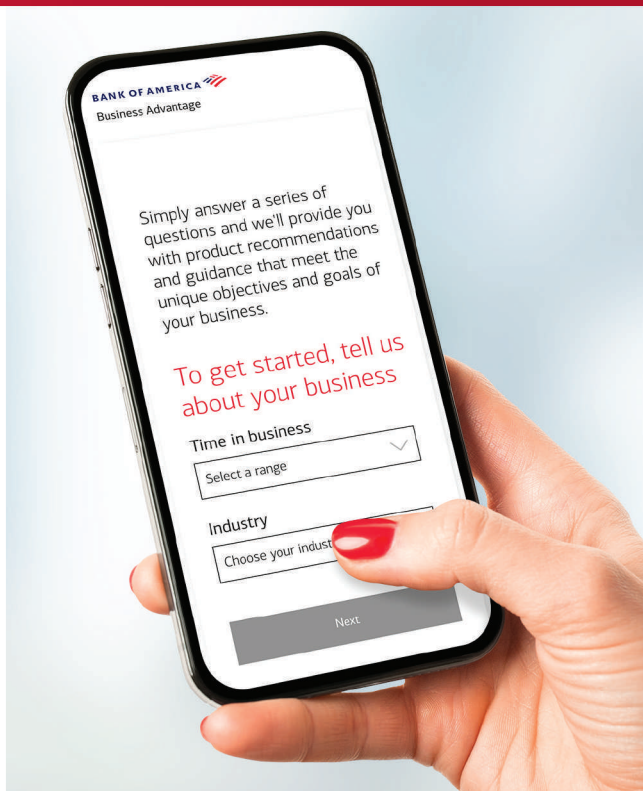 BANK OF AMERICA
Business Advantage
Simply answer a series of
questions and we'll provide you
with product recommendations
and guidance that meet the
unique objectives and goals of
your business.
To get started, tell us
about your business
Time in business
Select a range
Industry
Choose your
Next